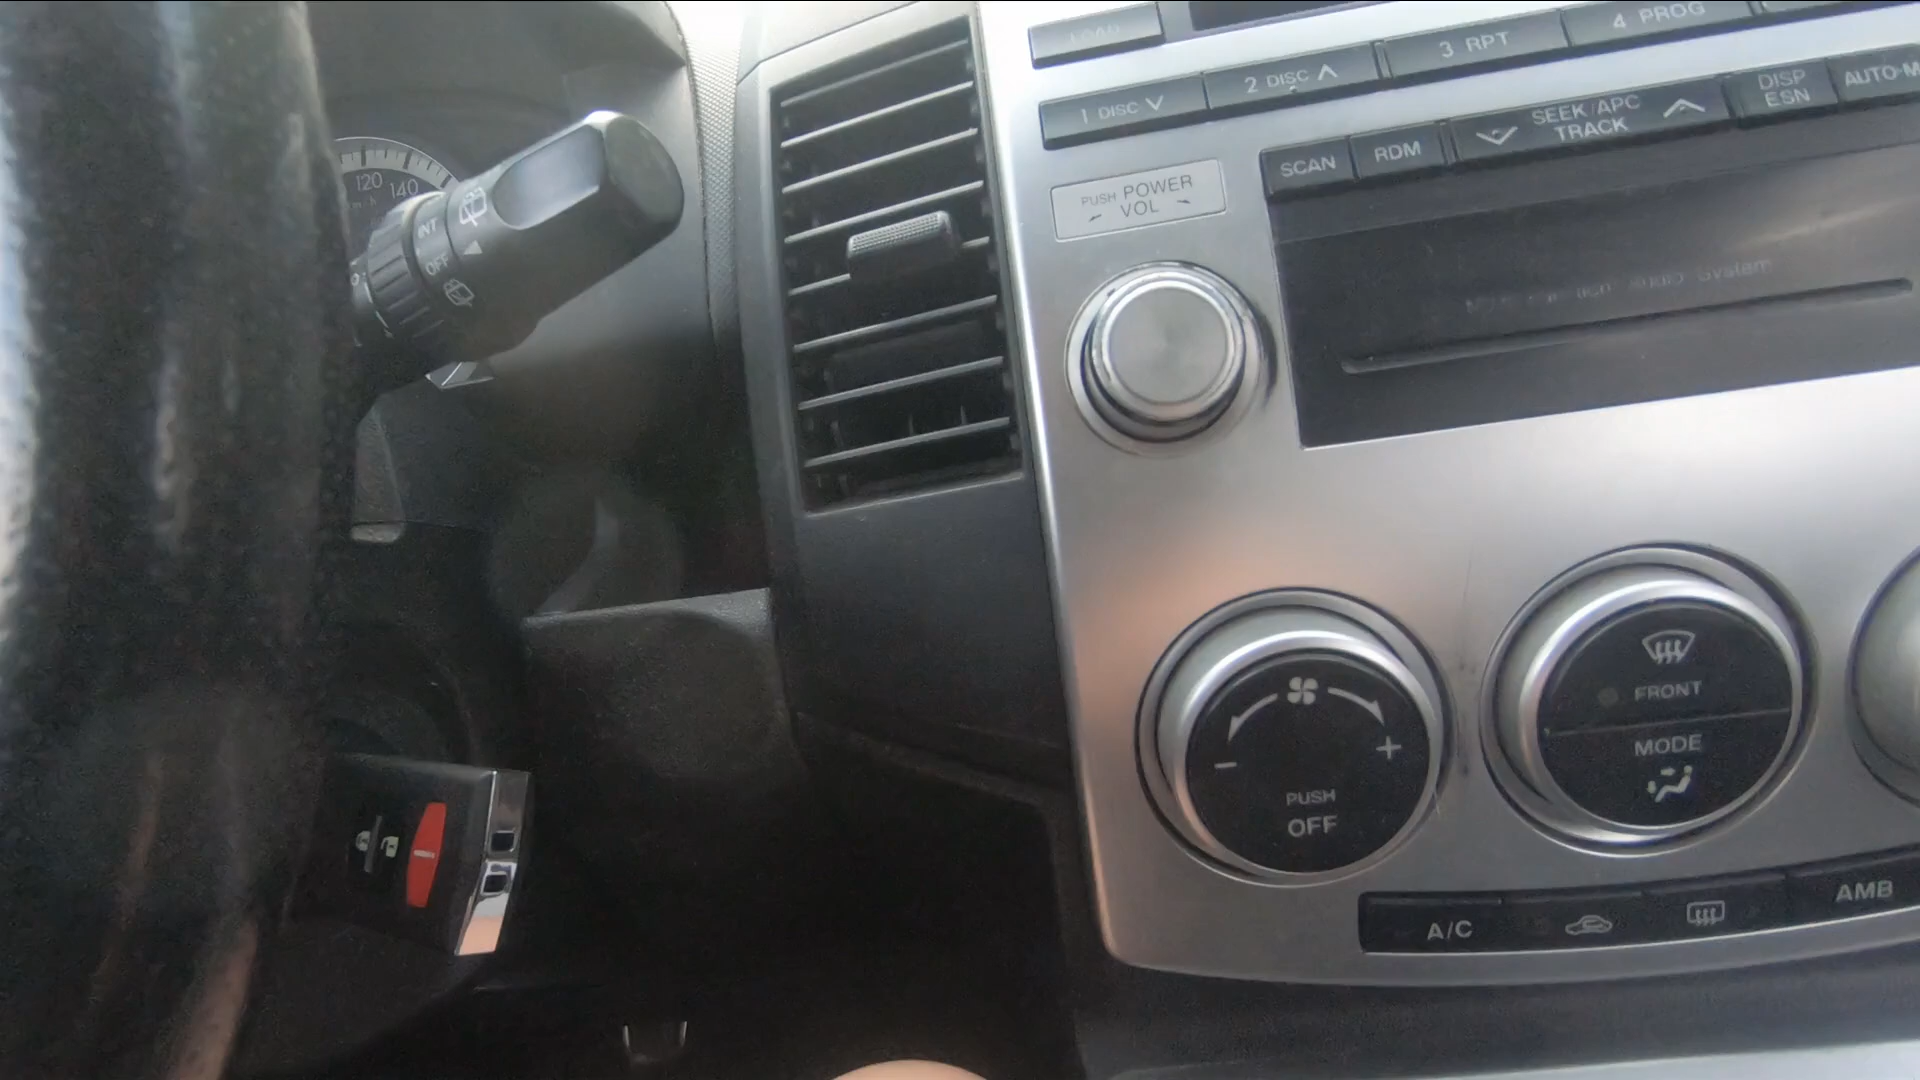 LOAD
1 DISC
2 DISC
3 RPT
4 PROG
SCAN
RDM
SEEK/APC
TRACK
DISP
ESN
AUTO-M
PUSH POWER
VOL
120
140
INT
OFF
PUSH
OFF
FRONT
MODE
A/C
AMB